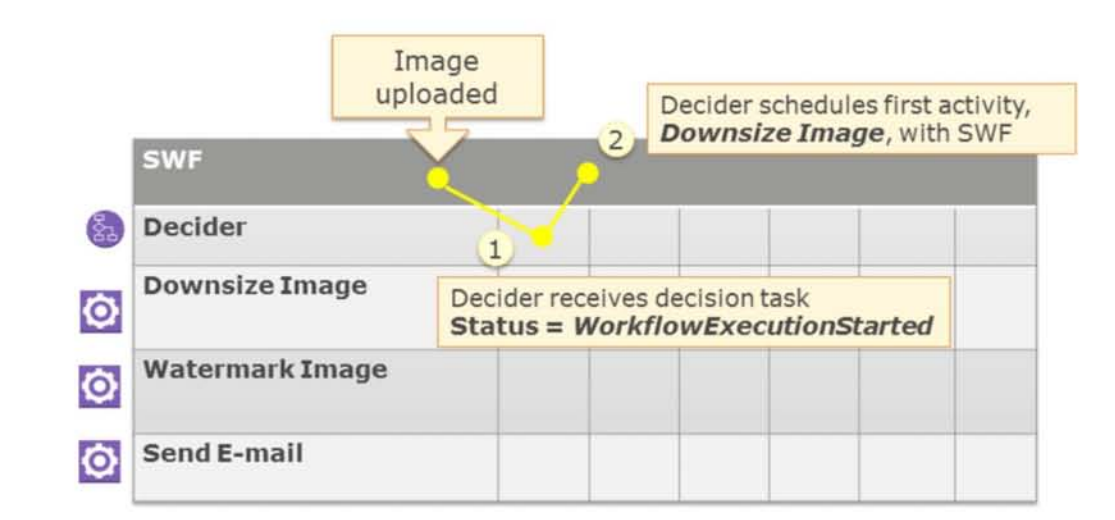 Image
uploaded
2
Decider schedules first activity,
Downsize Image, with SWF
SWF
Decider
1
Downsize Image
Decider receives decision task
Status = WorkflowExecutionStarted
Watermark Image
Send E-mail